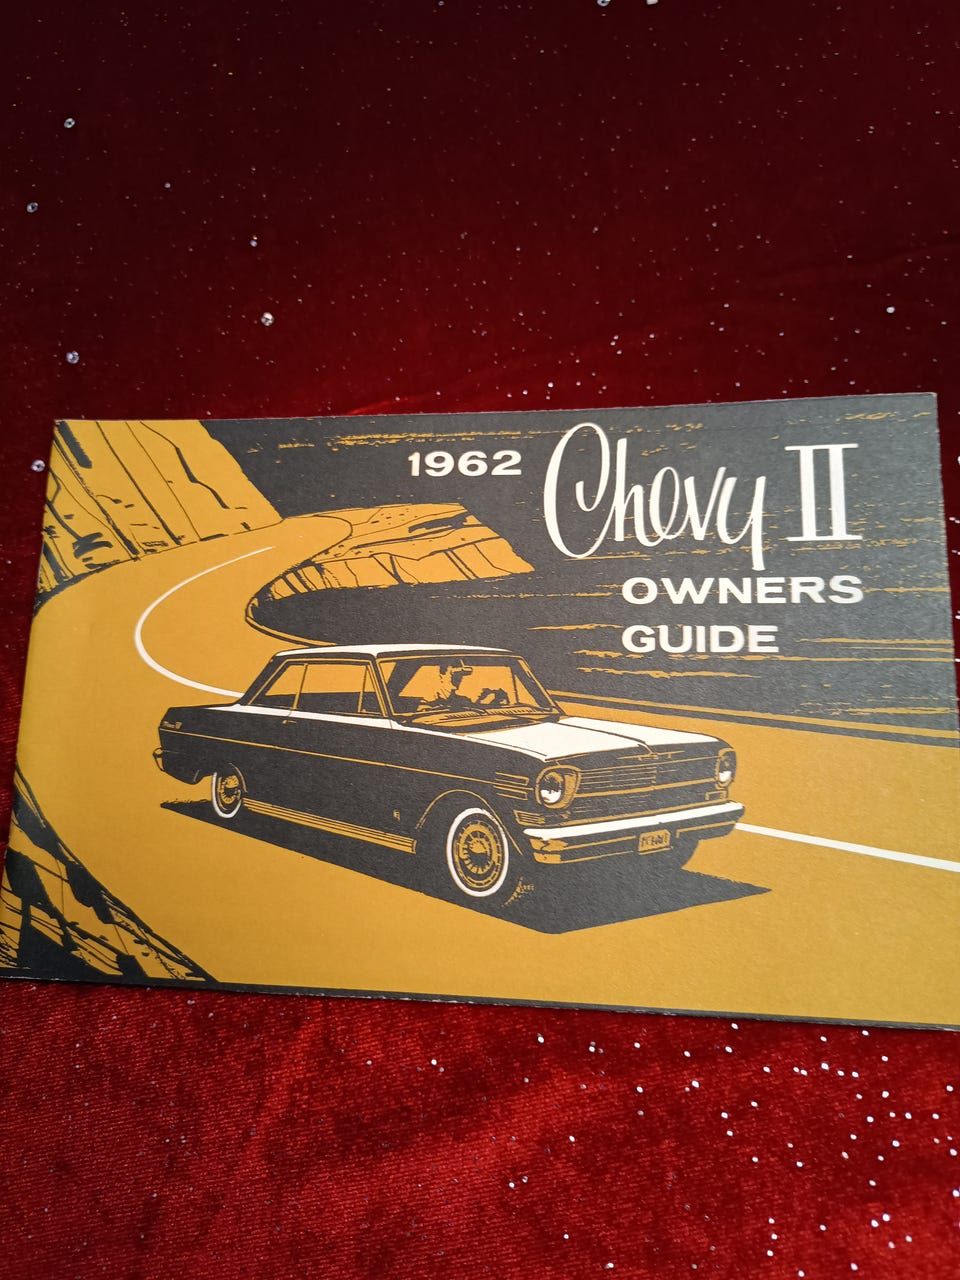 1962
Chevy II
OWNERS
GUIDE